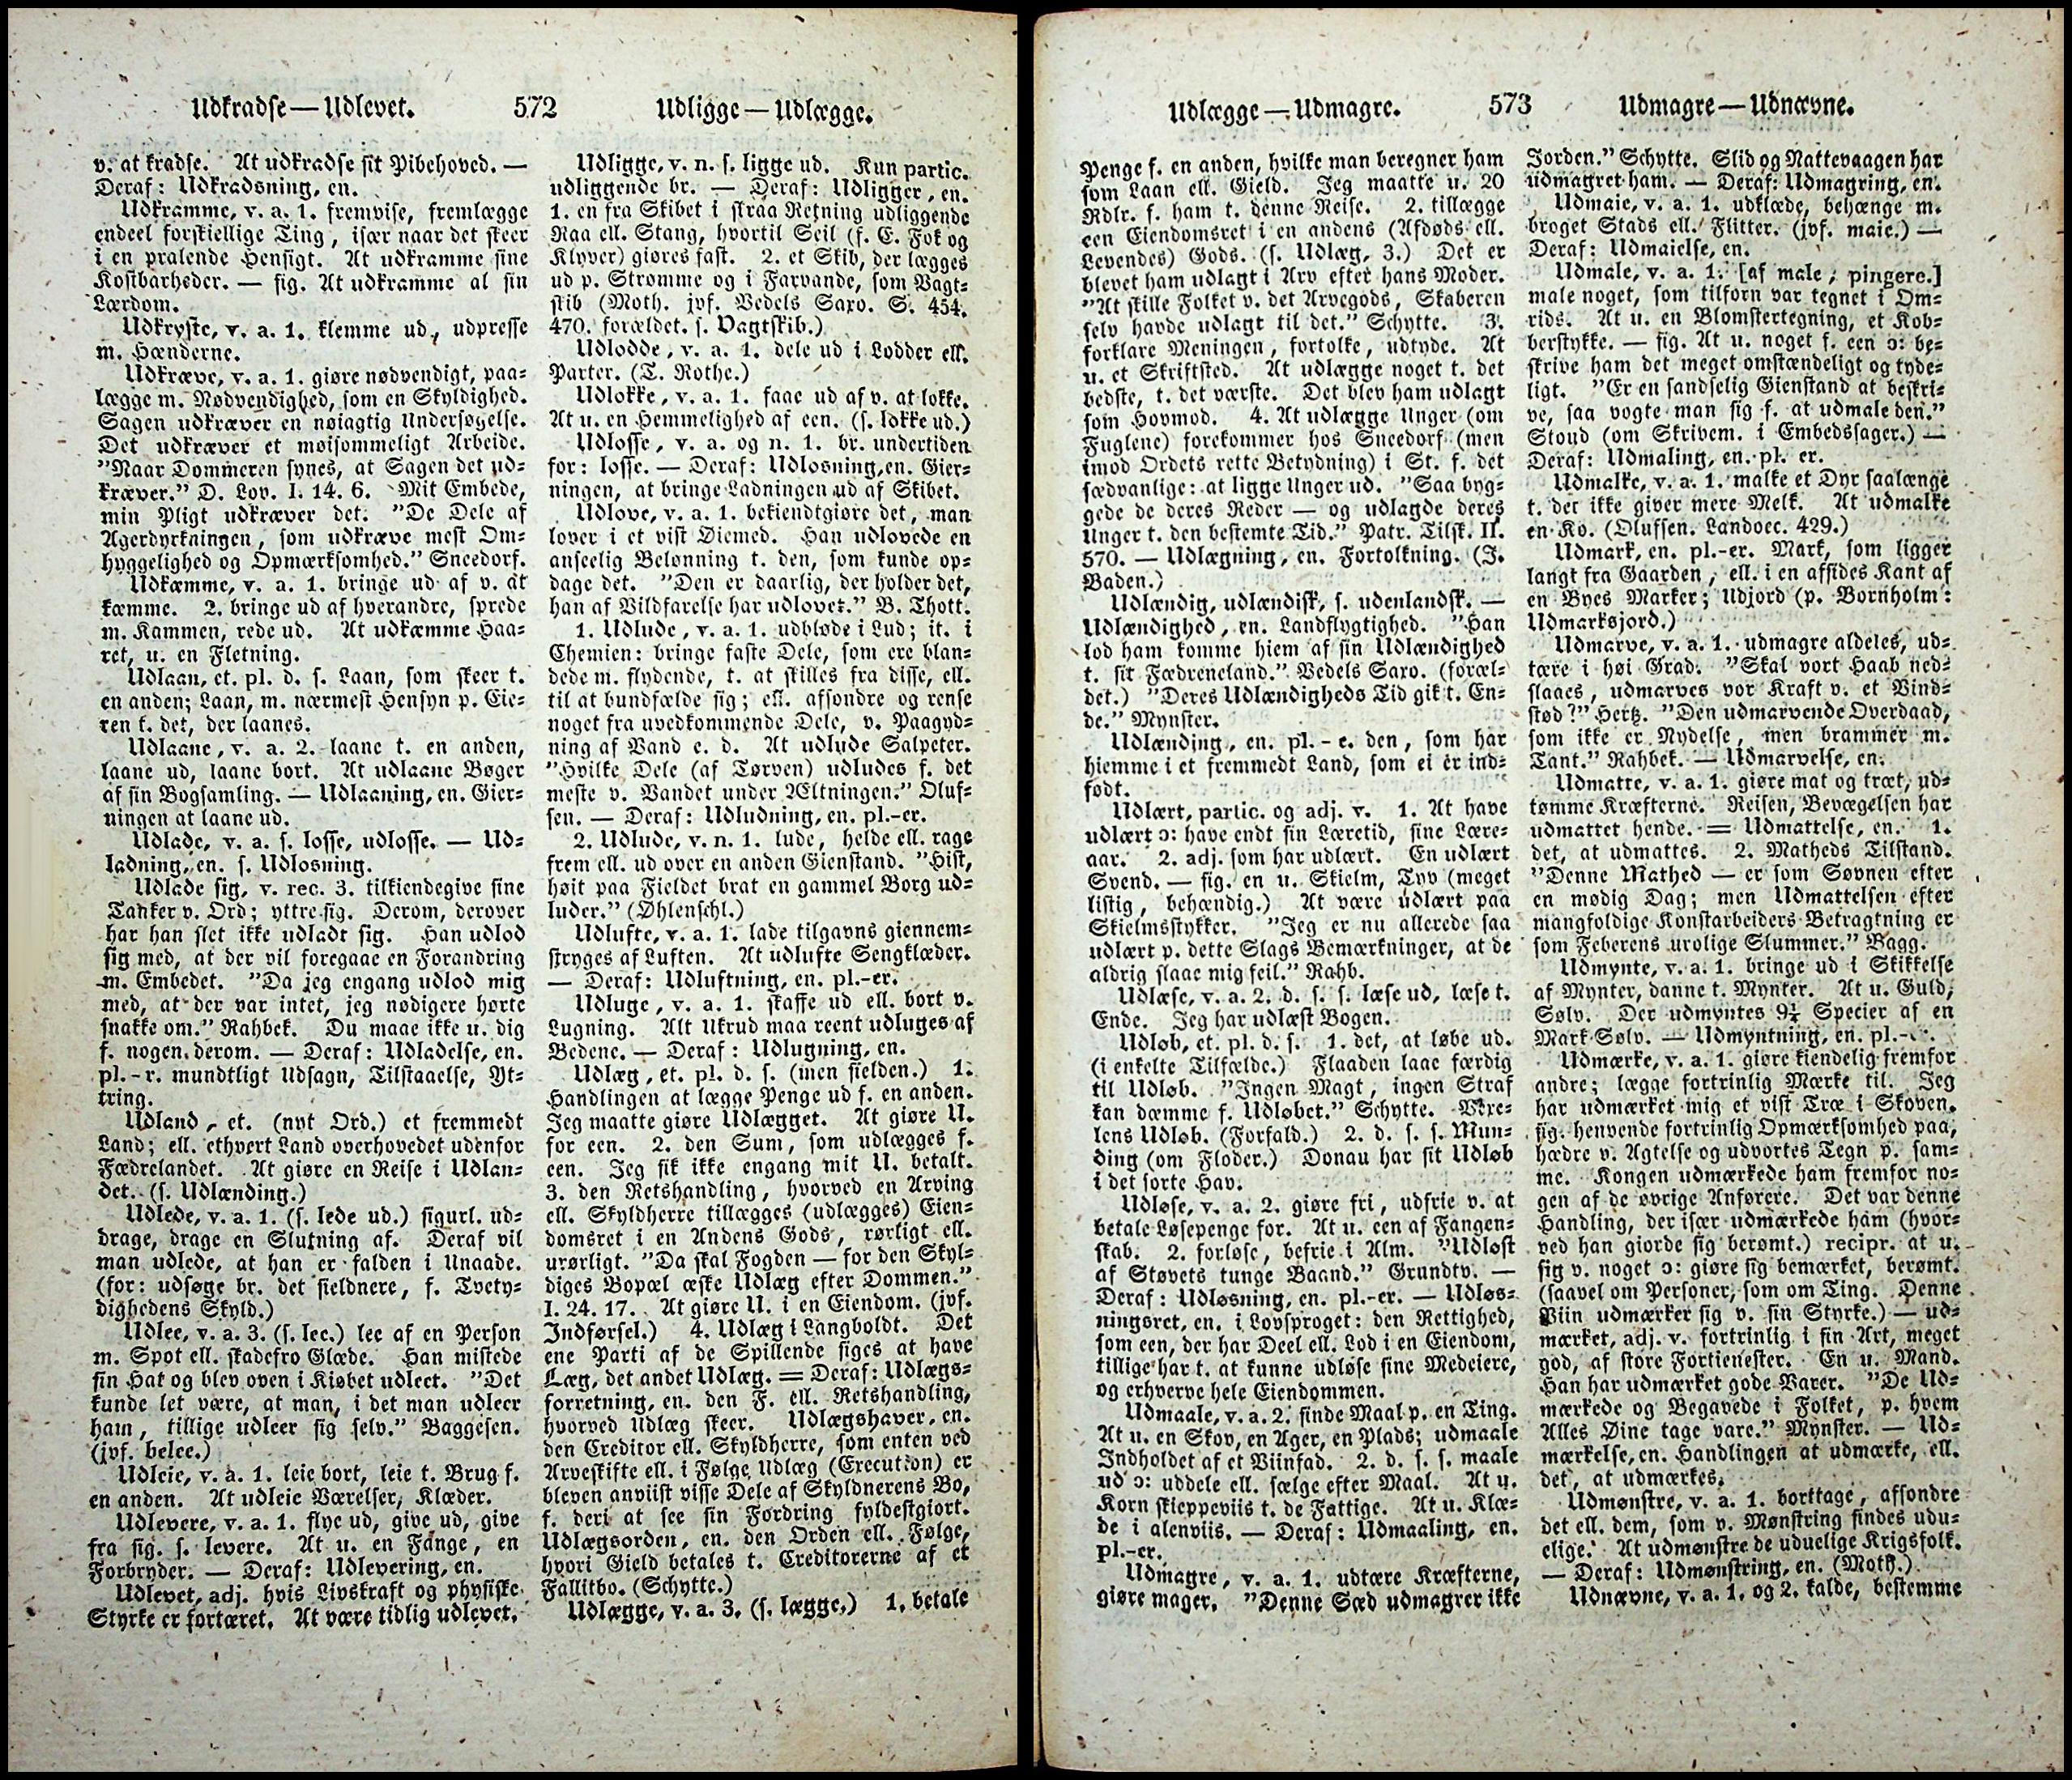 Udkradse — Udlevet.
572
Udligge — Udlægge.
v. at kradse. At udkradse sit Pibehoved. —
Deraf: Udkradsning, en.
Udkramme, v. a. 1. fremvise, fremlægge
endeel forskiellige Ting, især naar det skeer
i en pralende Hensigt. At udkramme sine
Kostbarheder. — fig. At udkramme al sin
Lærdom.
Udkryste, v. a. 1. klemme ud, udpresse
m. Hænderne.
Udkræve, v. a. 1. giøre nødvendigt, paa-
lægge m. Nødvendighed, som en Skyldighed.
Sagen udkræver en nøiagtig Undersøgelse.
Det udkræver et møisommeligt Arbeide.
"Naar Dommeren synes, at Sagen det ud-
kræver." D. Lov. I. 14. 6. Mit Embede,
min Pligt udkræver det. "De Dele af
Agerdyrkningen, som udkræve mest Om-
hyggelighed og Opmærksomhed." Sneedorf.
Udkæmme, v. a. 1. bringe ud af v. at
kæmme. 2. bringe ud af hverandre, sprede
m. Kammen, rede ud. At udkæmme Haa-
ret, u. en Fletning.
Udlaan, et. pl. d. s. Laan, som skeer t.
en anden; Laan, m. nærmest Hensyn p. Eie-
ren f. det, der laanes.
Udlaane, v. a. 2. laane t. en anden,
laane ud, laane bort. At udlaane Bøger
af sin Bogsamling. — Udlaaning, en. Gier-
ningen at laane ud.
Udlade, v. a. s. losse, udlosse. — Ud-
ladning, en. s. Udlosning.
Udlade sig, v. rec. 3. tilkiendegive sine
Tanker v. Ord; yttre sig. Derom, derover
har han slet ikke udladt sig. Han udlod
sig med, at der vil foregaae en Forandring
m. Embedet. "Da jeg engang udlod mig
med, at der var intet, jeg nødigere hørte
snakke om." Rahbek. Du maae ikke u. dig
f. nogen derom. — Deraf: Udladelse, en.
pl. -r. mundtligt Udsagn, Tilstaaelse, Yt-
tring.
Udland, et. (nyt Ord.) et fremmedt
Land; ell. ethvert Land overhovedet udenfor
Fædrelandet. At giøre en Reise i Udlan-
det. (s. Udlænding.)
Udlede, v. a. 1. (s. lede ud.) figurl. ud-
drage, drage en Slutning af. Deraf vil
man udlede, at han er falden i Unaade.
(for: udsøge br. det sieldnere, f. Tvety-
dighedens Skyld.)
Udlee, v. a. 3. (s. lee.) lee af en Person
m. Spot ell. skadefro Glæde. Han mistede
sin Hat og blev oven i Kiøbet udleet. "Det
kunde let være, at man, i det man udleer
ham, tillige udleer sig selv." Baggesen.
(jvf. belee.)
Udleie, v. a. 1. leie bort, leie t. Brug f.
en anden. At udleie Værelser, Klæder.
Udlevere, v. a. 1. flye ud, give ud, give
fra sig. s. levere. At u. en Fange, en
Forbryder. — Deraf: Udlevering, en.
Udlevet, adj. hvis Livskraft og physiske
Styrke er fortæret. At være tidlig udlevet.
Udligge, v. n. s. ligge ud. Kun partic.
udliggende br. — Deraf: Udligger, en.
1. en fra Skibet i skraa Retning udliggende
Raa ell. Stang, hvortil Seil (f. E. Fok og
Klyver) giøres fast. 2. et Skib, der lægges
ud p. Strømme og i Farvande, som Vagt-
skib (Moth. jvf. Vedels Saxo. S. 454.
470. forældet. s. Vagtskib.)
Udlodde, v. a. 1. dele ud i Lodder ell.
Parter. (T. Rothe.)
Udlokke, v. a. 1. faae ud af v. at lokke.
At u. en Hemmelighed af een. (s. lokke ud.)
Udlosse, v. a. og n. 1. br. undertiden
for: losse. — Deraf: Udlosning, en. Gier-
ningen, at bringe Ladningen ud af Skibet.
Udlove, v. a. 1. bekiendtgiøre det, man
lover i et vist Øiemed. Han udlovede en
anseelig Belønning t. den, som kunde op-
dage det. "Den er daarlig, der holder det,
han af Vildfarelse har udlovet." B. Thott.
1. Udlude, v. a. 1. udbløde i Lud; it. i
Chemien: bringe faste Dele, som ere blan-
dede m. flydende, t. at skilles fra disse, ell.
til at bundfælde sig; ell. affondre og rense
noget fra uvedkommende Dele, v. Paagyd-
ning af Vand e. d. At udlude Salpeter.
"Hvilke Dele (af Tørven) udludes f. det
meste v. Vandet under Æltningen." Oluf-
sen. — Deraf: Udludning, en. pl.-er.
2. Udlude, v. n. 1. lude, helde ell. rage
frem ell. ud over en anden Gienstand. "Hist,
høit paa Fieldet brat en gammel Borg ud-
luder." (Øhlenschl.)
Udlufte, v. a. 1. lade tilgavns giennem-
stryges af Luften. At udlufte Sengklæder.
— Deraf: Udluftning, en. pl.-er.
Udluge, v. a. 1. skaffe ud ell. bort v.
Lugning. Alt Ukrud maa reent udluges af
Bedene. — Deraf: Udlugning, en.
Udlæg, et. pl. d. s. (men sielden.) 1.
Handlingen at lægge Penge ud f. en anden.
Jeg maatte giøre Udlægget. At giøre U.
for een. 2. den Sum, som udlægges f.
een. Jeg fik ikke engang mit U. betalt.
3. den Retshandling, hvorved en Arving
ell. Skyldherre tillægges (udlægges) Eien-
domsret i en Andens Gods, rørligt ell.
urørligt. "Da skal Fogden — for den Skyl-
diges Bopæl æske Udlæg efter Dommen."
I. 24. 17. At giøre U. i en Eiendom. (jvf.
Indførsel.) 4. Udlæg i Langboldt. Det
ene Parti af de Spillende siges at have
Læg, det andet Udlæg. = Deraf: Udlægs-
forretning, en. den F. ell. Retshandling,
hvorved Udlæg skeer. Udlægshaver, en.
den Creditor ell. Skyldherre, som enten ved
Arveskifte ell. i Følge Udlæg (Execution) er
bleven anviist visse Dele af Skyldnerens Bo,
f. deri at see sin Fordring fyldestgiort.
Udlægsorden, en. den Orden ell. Følge,
hvori Gield betales t. Creditorerne af et
Fallitbo. (Schytte.)
Udlægge, v. a. 3. (s. lægge.) 1. betale
Udlægge — Udmagre.
573
Udmagre — Udnævne.
Penge f. en anden, hvilke man beregner ham
som Laan ell. Gield. Jeg maatte u. 20
Rdlr. f. ham t. denne Reise. 2. tillægge
een Eiendomsret i en andens (Afdøds ell.
Levendes) Gods. (s. Udlæg, 3.) Det er
blevet ham udlagt i Arv efter hans Moder.
"At skille Folket v. det Arvegods, Skaberen
selv havde udlagt til det." Schytte. 3.
forklare Meningen, fortolke, udtyde. At
u. et Skriftsted. At udlægge noget t. det
bedste, t. det værste. Det blev ham udlagt
som Hovmod. 4. At udlægge Unger (om
Fuglene) forekommer hos Sneedorf (men
imod Ordets rette Betydning) i St. f. det
sædvanlige: at ligge Unger ud. "Saa byg-
gede de deres Reder — og udlagde deres
Unger t. den bestemte Tid." Patr. Tilsk. II.
570. — Udlægning, en. Fortolkning. (J.
Baden.)
Udlændig, udlændisk, s. udenlandsk. —
Udlændighed, en. Landflygtighed. "Han
lod ham komme hiem af sin Udlændighed
t. sit Fædreneland." Vedels Saxo. (foræl-
det.) "Deres Udlændigheds Tid gik t. En-
de." Mynster.
Udlænding, en. pl. - e. den, som har
hiemme i et fremmedt Land, som ei er ind-
født.
Udlært, partic. og adj. v. 1. At have
udlært ɔ: have endt sin Læretid, sine Lære-
aar. 2. adj. som har udlært. En udlært
Svend. — fig. en u. Skielm, Tyv (meget
listig, behændig.) At være udlært paa
Skielmsstykker. "Jeg er nu allerede saa
udlært p. dette Slags Bemærkninger, at de
aldrig slaae mig feil." Rahb.
Udlæse, v. a. 2. d. s. s. læse ud, læse t.
Ende. Jeg har udlæst Bogen.
Udløb, et. pl. d. s. 1. det, at løbe ud.
(i enkelte Tilfælde.) Flaaden laae færdig
til Udløb. "Ingen Magt, ingen Straf
kan dæmme f. Udløbet." Schytte. Vexe-
lens Udløb. (Forfald.) 2. d. s. s. Mun-
ding (om Floder.) Donau har sit Udløb
i det sorte Hav.
Udløse, v. a. 2. giøre fri, udfrie v. at
betale Løsepenge for. At u. een af Fangen-
skab. 2. forløse, befrie i Alm. "Udløst
af Støvets tunge Baand." Grundtv. —
Deraf: Udløsning, en. pl.-er. — Udløs-
ningsret, en. i Lovsproget: den Rettighed,
som een, der har Deel ell. Lod i en Eiendom,
tillige har t. at kunne udløse sine Medeiere,
og erhverve hele Eiendommen.
Udmaale, v. a. 2. finde Maal p. en Ting.
At u. en Skov, en Ager, en Plads; udmaale
Indholdet af et Viinfad. 2. d. s. s. maale
ud ɔ: uddele ell. sælge efter Maal. At u.
Korn skieppeviis t. de Fattige. At u. Klæ-
de i alenviis. — Deraf: Udmaaling, en.
pl.-er.
Udmagre, v. a. 1. udtære Kræfterne,
giøre mager. "Denne Sæd udmagrer ikke
Jorden." Schytte. Slid og Nattevaagen har
udmagret ham. — Deraf: Udmagring, en.
Udmaie, v. a. 1. udklæde, behænge m.
broget Stads ell. Flitter. (jvf. maie.) —
Deraf: Udmaielse, en.
Udmale, v. a. 1. [af male, pingere.]
male noget, som tilforn var tegnet i Om-
rids. At u. en Blomstertegning, et Kob-
berstykke. — fig. At u. noget f. een ɔ: be-
skrive ham det meget omstændeligt og tyde-
ligt. "Er en sandselig Gienstand at beskri-
ve, saa vogte man sig f. at udmale den."
Stoud (om Skrivem. i Embedssager.) —
Deraf: Udmaling, en. pl. er.
Udmalke, v. a. 1. malke et Dyr saalænge
t. det ikke giver mere Melk. At udmalke
en Ko. (Olufsen. Landoec. 429.)
Udmark, en. pl.-er. Mark, som ligger
langt fra Gaarden, ell. i en afsides Kant af
en Byes Marker; Udjord (p. Bornholm:
Udmarksjord.)
Udmarve, v. a. 1. udmagre aldeles, ud-
tære i høi Grad. "Skal vort Haab ned-
slaaes, udmarves vor Kraft v. et Vind-
stød?" Hertz. "Den udmarvende Overdaad,
som ikke er Nydelse, men brammer m.
Tant." Rahbek. — Udmarvelse, en.
Udmatte, v. a. 1. giøre mat og træt, ud-
tømme Kræfterne. Reisen, Bevægelsen har
udmattet hende. = Udmattelse, en. 1.
det, at udmattes. 2. Matheds Tilstand.
"Denne Mathed — er som Søvnen efter
en mødig Dag; men Udmattelsen efter
mangfoldige Konstarbeiders Betragtning er
som Feberens urolige Slummer." Bagg.
Udmynte, v. a. 1. bringe ud i Skikkelse
af Mynter, danne t. Mynter. At u. Guld,
Sølv. Der udmyntes 9¼ Specier af en
Mark Sølv. — Udmyntning, en. pl.-
Udmærke, v. a. 1. giøre kiendelig fremfor
andre; lægge fortrinlig Mærke til. Jeg
har udmærket mig et vist Træ i Skoven.
fig. henvende fortrinlig Opmærksomhed paa,
hædre v. Agtelse og udvortes Tegn p. sam-
me. Kongen udmærkede ham fremfor no-
gen af de øvrige Anførere. Det var denne
Handling, der især udmærkede ham (hvor-
ved han giorde sig berømt.) recipr. at u.
sig v. noget ɔ: giøre sig bemærket, berømt.
(saavel om Personer, som om Ting. Denne
Viin udmærker sig v. sin Styrke.) — ud-
mærket, adj. v. fortrinlig i sin Art, meget
god, af store Fortienester. En u. Mand.
Han har udmærket gode Varer. "De Ud-
mærkede og Begavede i Folket, p. hvem
Alles Øine tage vare." Mynster. — Ud-
mærkelse, en. Handlingen at udmærke, ell.
det, at udmærkes.
Udmønstre, v. a. 1. borttage, affondre
det ell. dem, som v. Mønstring findes udu-
elige. At udmønstre de uduelige Krigsfolk.
— Deraf: Udmønstring, en. (Moth.)
Udnævne, v. a. 1. og 2. kalde, bestemme